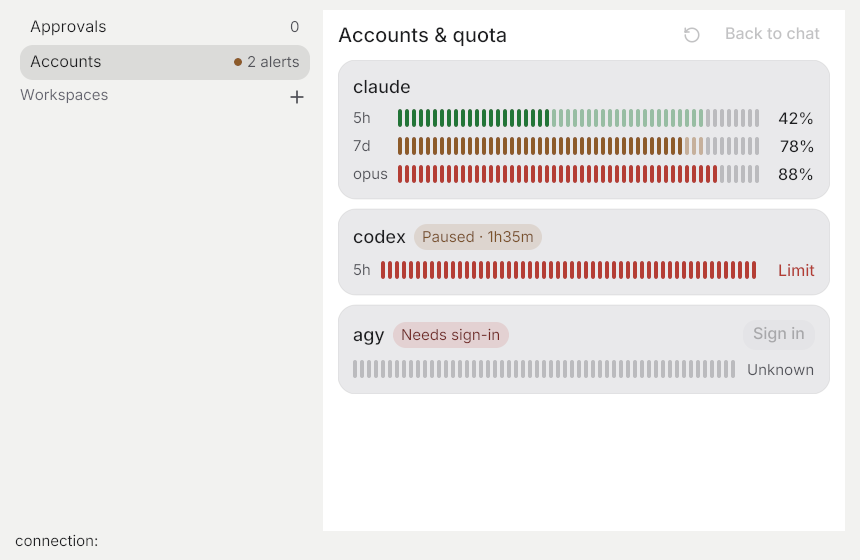 Approvals 0
Accounts 2 alerts
Workspaces +
connection:
Accounts & quota Back to chat
claude
5h 42%
7d 78%
opus 88%
codex Paused · 1h35m
5h Limit
agy Needs sign-in Sign in
Unknown